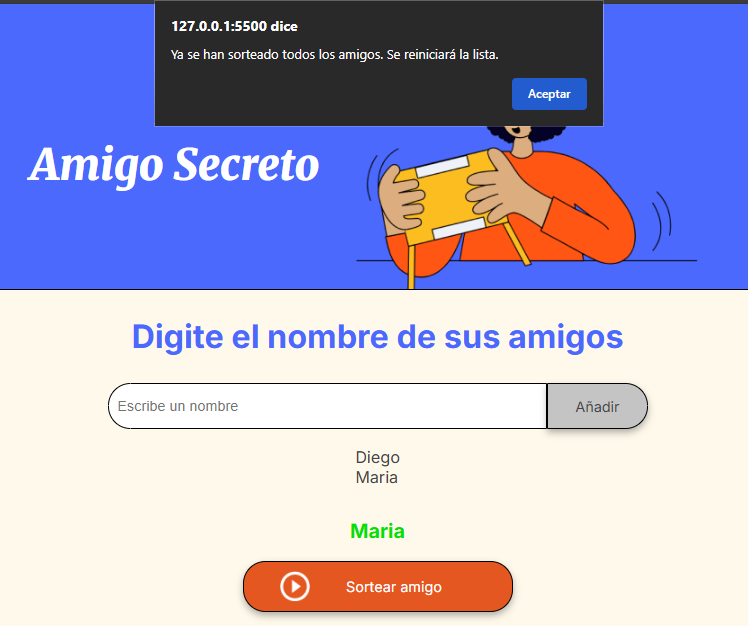 127.0.0.1:5500 dice
Ya se han sorteado todos los amigos. Se reiniciará la lista.
Aceptar
Amigo Secreto
Digite el nombre de sus amigos
Escribe un nombre
Añadir
Diego
Maria
Maria
Sortear amigo